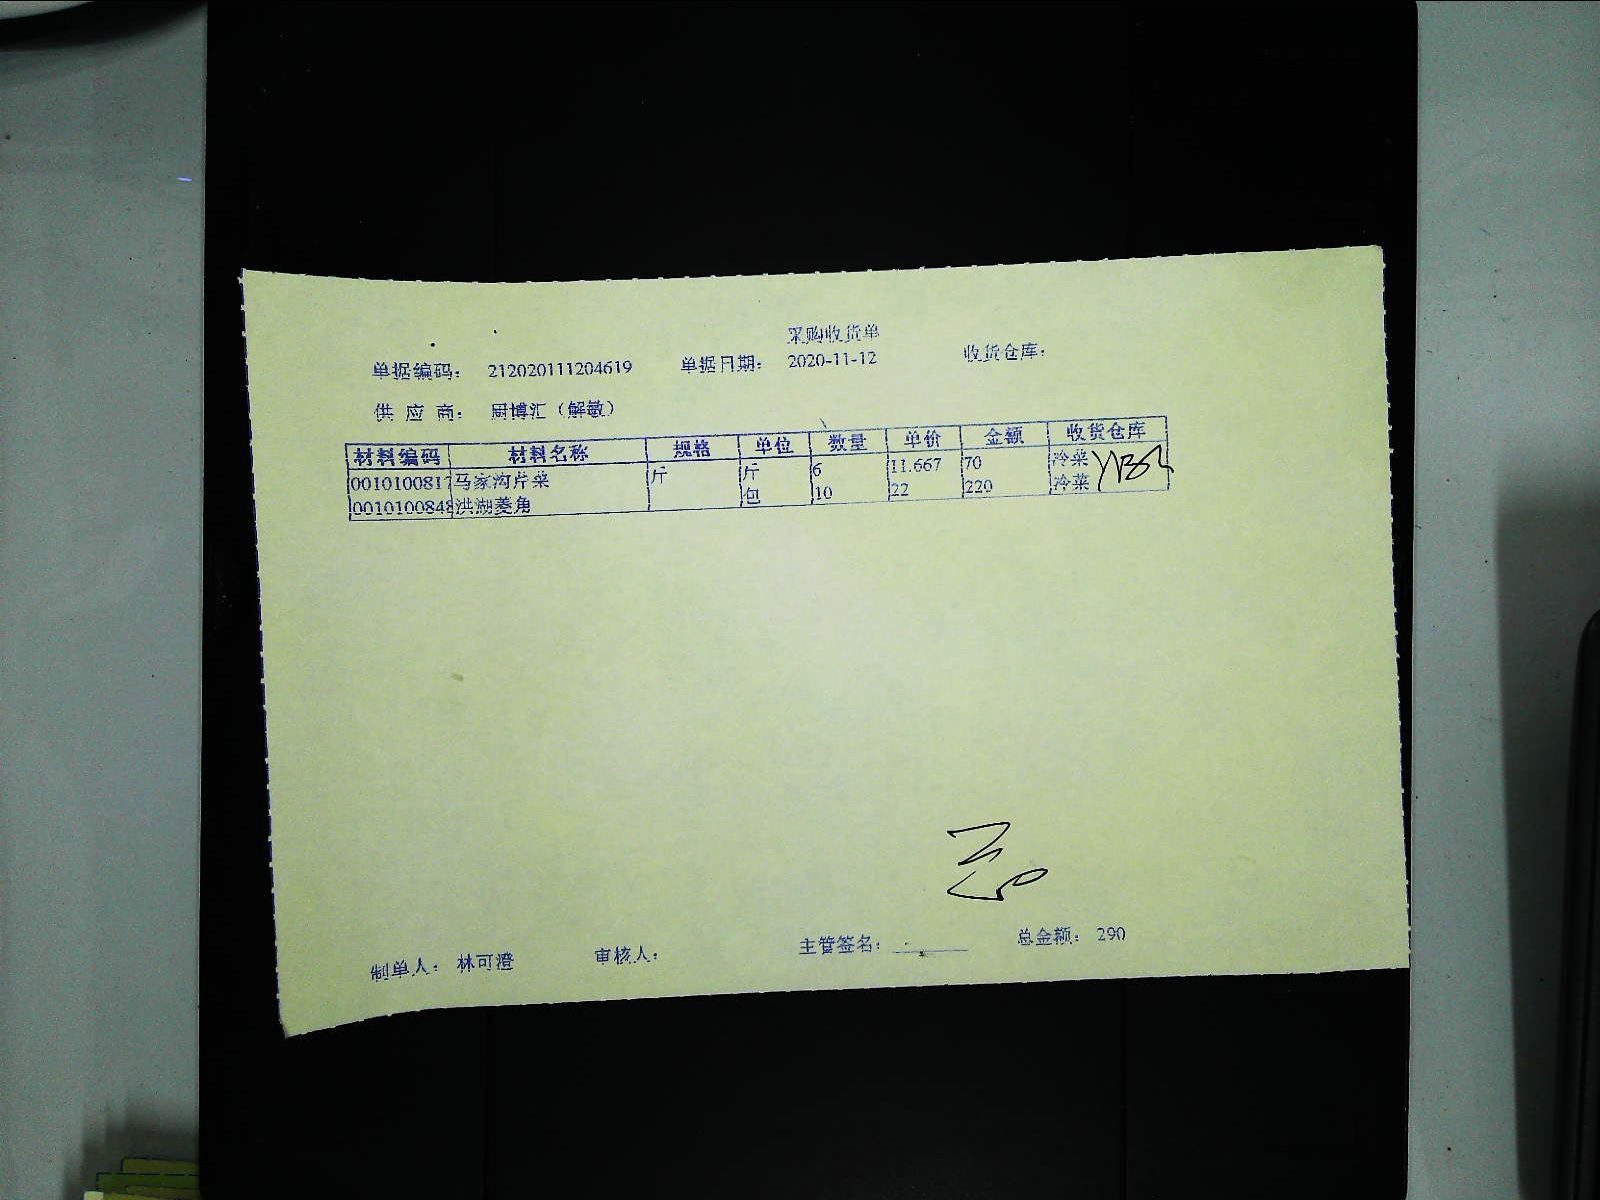 采购收货单
单据编码： 212020111204619 单据日期： 2020-11-12 收货仓库：
供 应 商： 厨博汇（解敏）
材料编码 材料名称 规格 单位 数量 单价 金额 收货仓库
0010100817 马家沟芹菜 斤 斤 6 11.667 70 冷菜
0010100848 洪湖菱角 包 10 22 220 冷菜
制单人： 林可澄 审核人： 主管签名： 总金额： 290